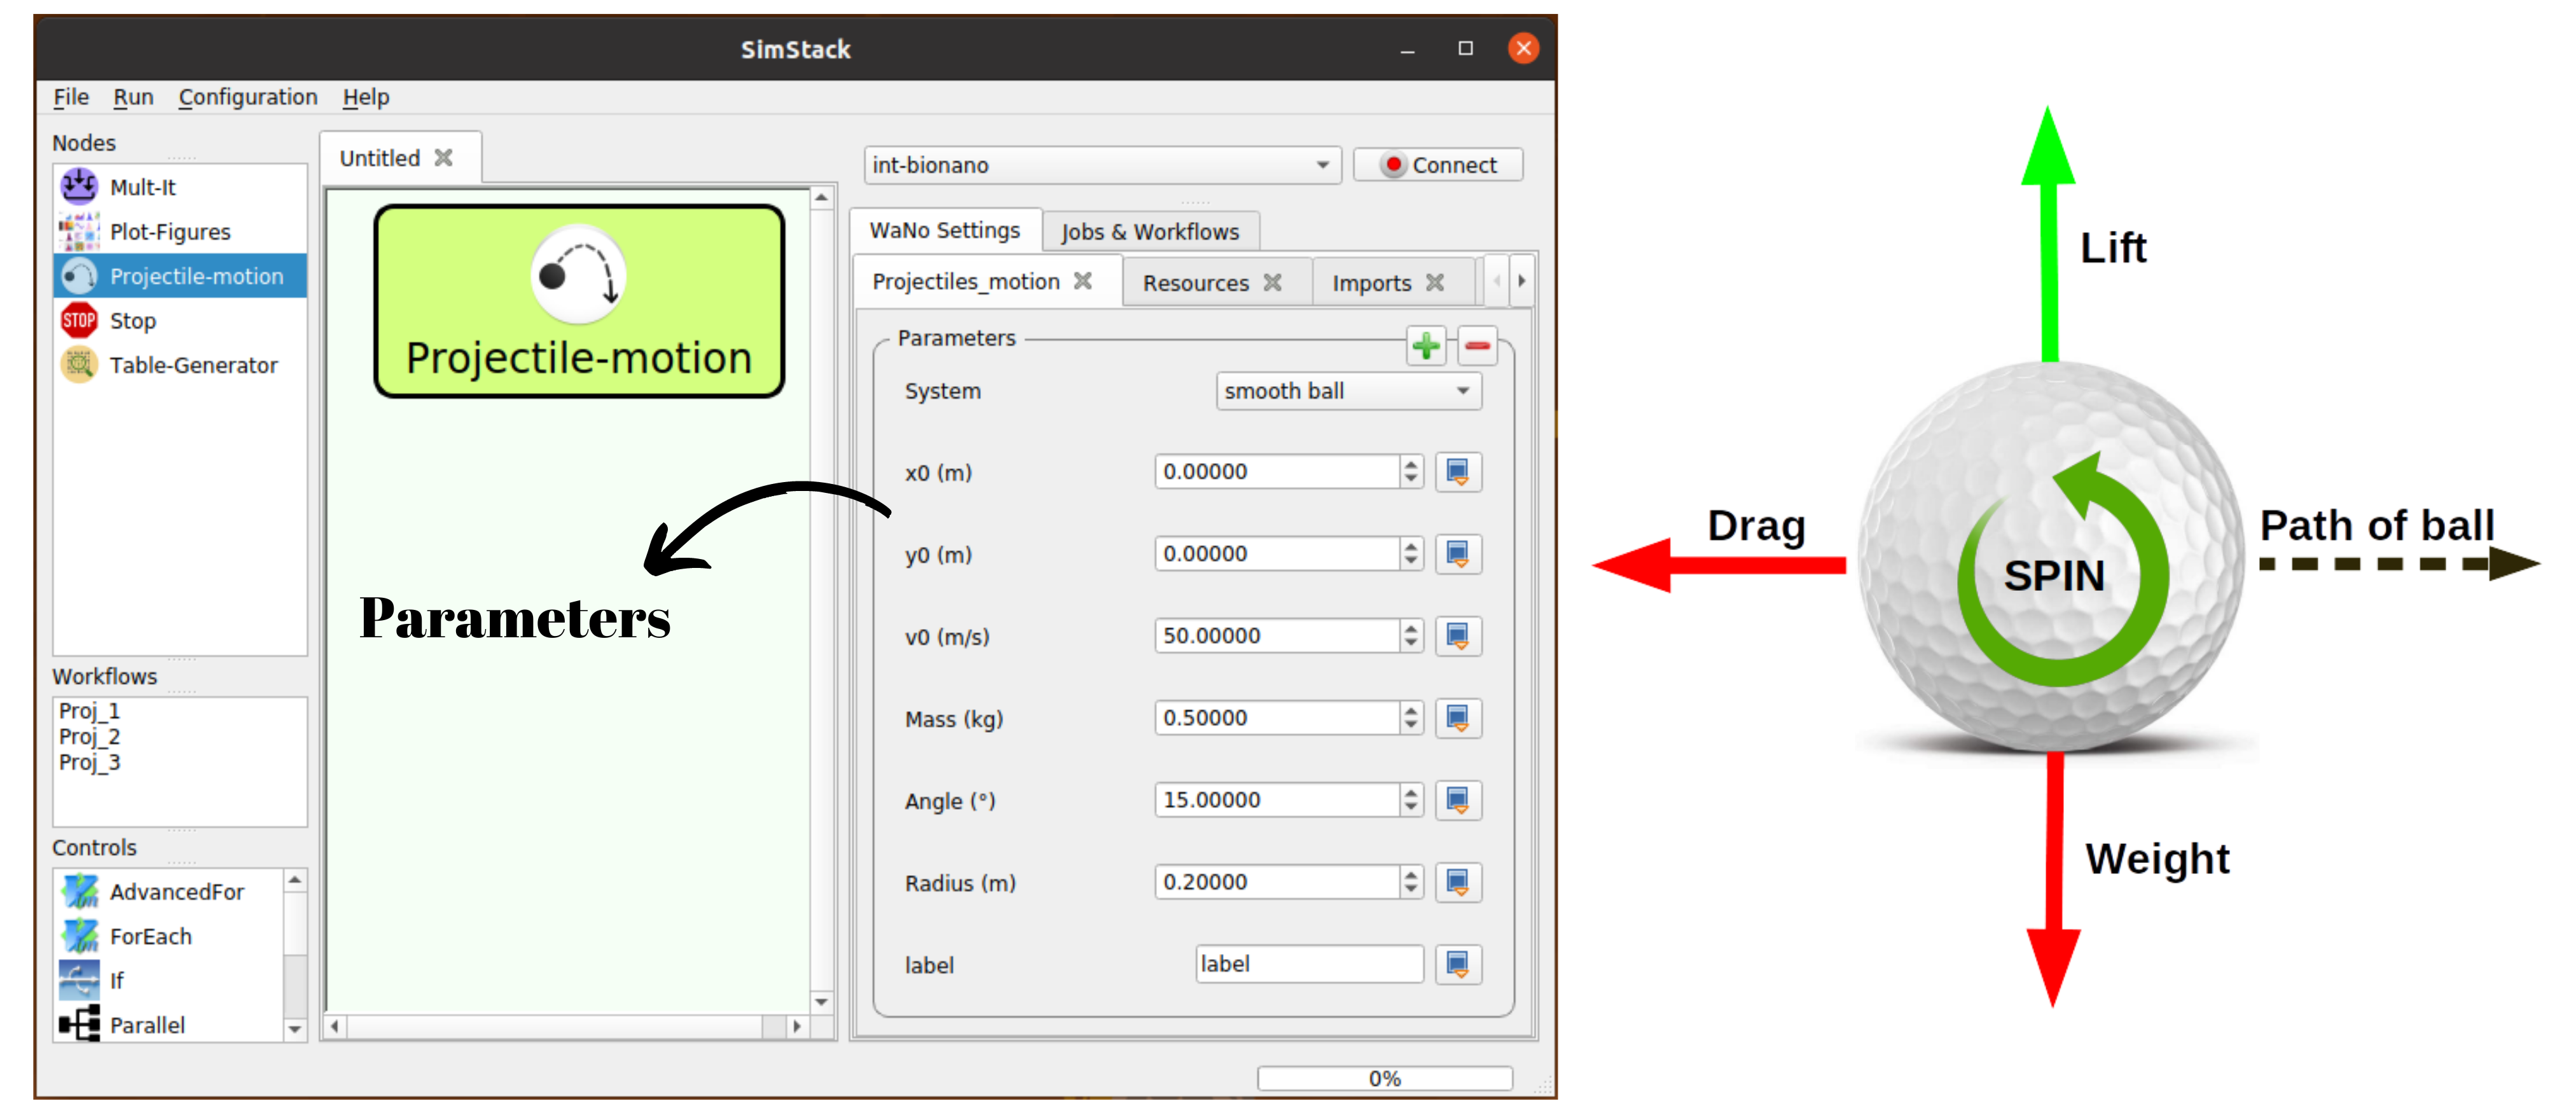 SimStack
File Run Configuration Help
Nodes
Mult-It
Plot-Figures
Projectile-motion
STOP Stop
Table-Generator
Workflows
Proj_1
Proj_2
Proj_3
Controls
AdvancedFor
ForEach
If
Parallel
Untitled
Projectile-motion
Parameters
int-bionano
Connect
WaNo Settings Jobs & Workflows
Projectiles_motion Resources Imports
Parameters
System smooth ball
x0 (m) 0.00000
y0 (m) 0.00000
v0 (m/s) 50.00000
Mass (kg) 0.50000
Angle (°) 15.00000
Radius (m) 0.20000
label label
0%
Lift
Drag
Path of ball
SPIN
Weight